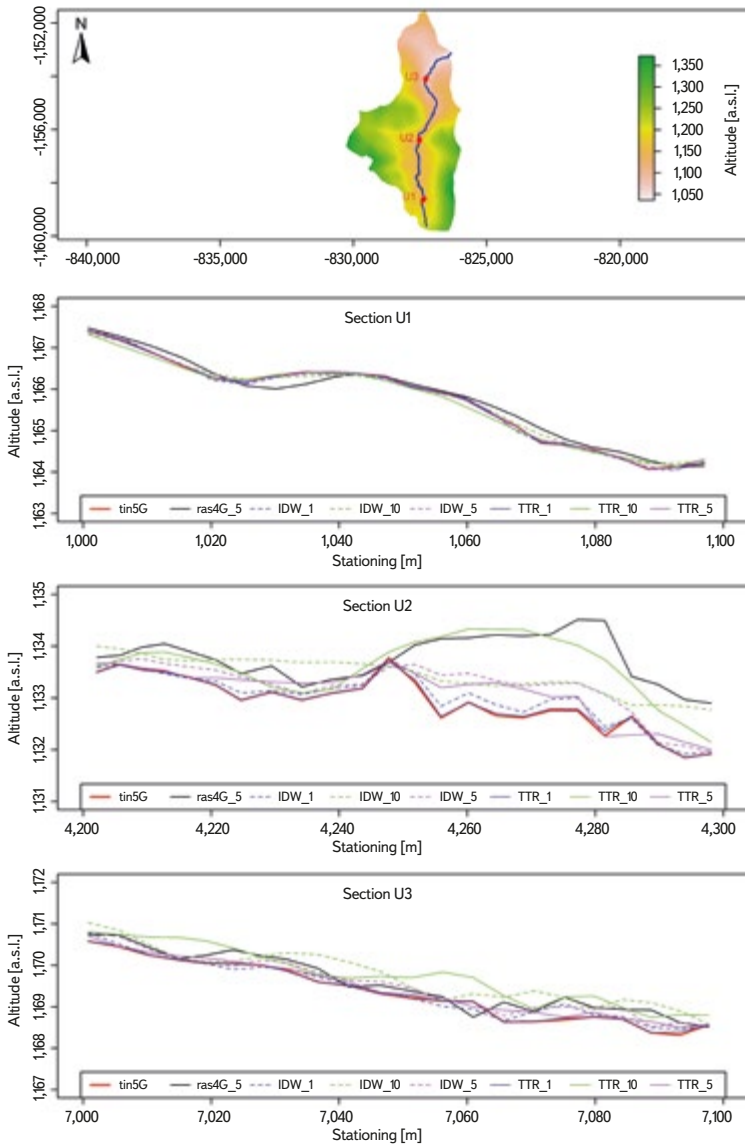 N
-1,152,000
-1,156,000
-1,160,000
U3
U2
U1
1,350
1,300
1,250
1,200
1,150
1,100
1,050
Altitude [a.s.l.]
-840,000 -835,000 -830,000 -825,000 -820,000
Section U1
1,168
1,167
1,166
1,165
1,164
1,163
Altitude [a.s.l.]
tin5G ras4G_5 IDW_1 IDW_10 IDW_5 TTR_1 TTR_10 TTR_5
1,000 1,020 1,040 1,060 1,080 1,100
Stationing [m]
Section U2
1,135
1,134
1,133
1,132
1,131
Altitude [a.s.l.]
tin5G ras4G_5 IDW_1 IDW_10 IDW_5 TTR_1 TTR_10 TTR_5
4,200 4,220 4,240 4,260 4,280 4,300
Stationing [m]
Section U3
1,172
1,171
1,170
1,169
1,168
1,167
Altitude [a.s.l.]
tin5G ras4G_5 IDW_1 IDW_10 IDW_5 TTR_1 TTR_10 TTR_5
7,000 7,020 7,040 7,060 7,080 7,100
Stationing [m]